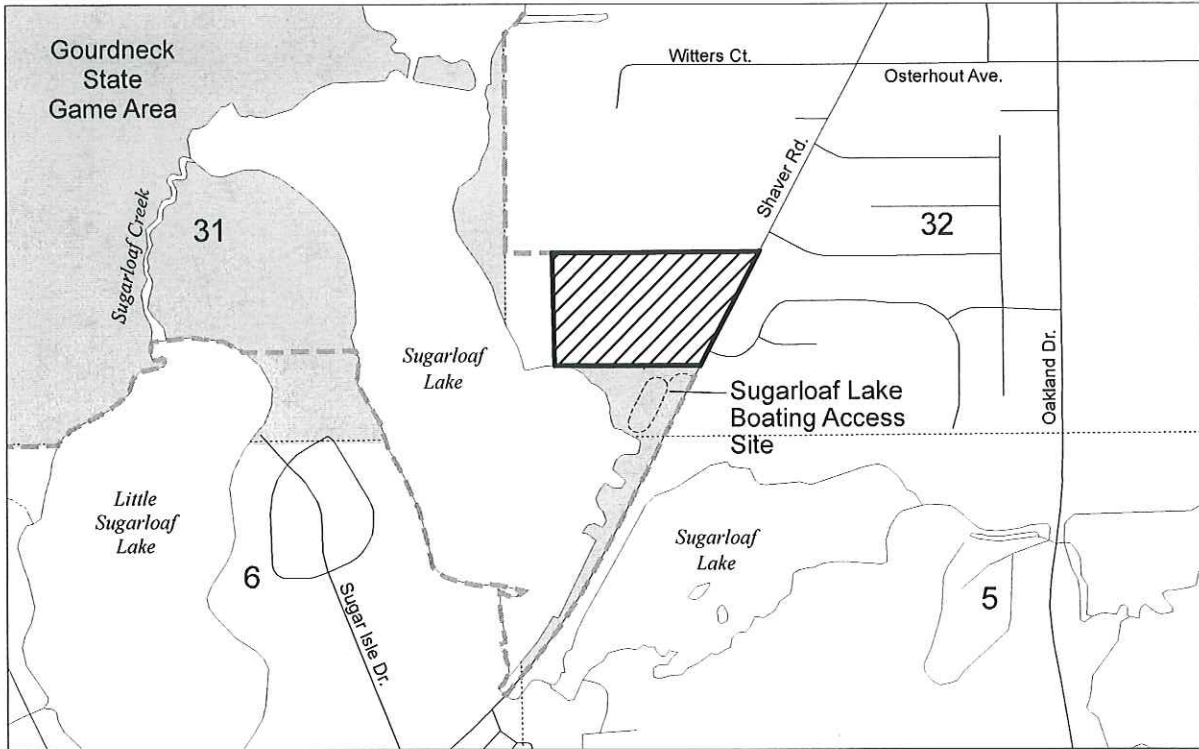 Gourdneck
State
Game Area
Witters Ct.
Osterhout Ave.
Shaver Rd.
Sugarloaf Creek
31
32
Sugarloaf
Lake
Oakland Dr.
Sugarloaf Lake
Boating Access
Site
Little
Sugarloaf
Lake
Sugarloaf
Lake
6
5
Sugar Isle Dr.